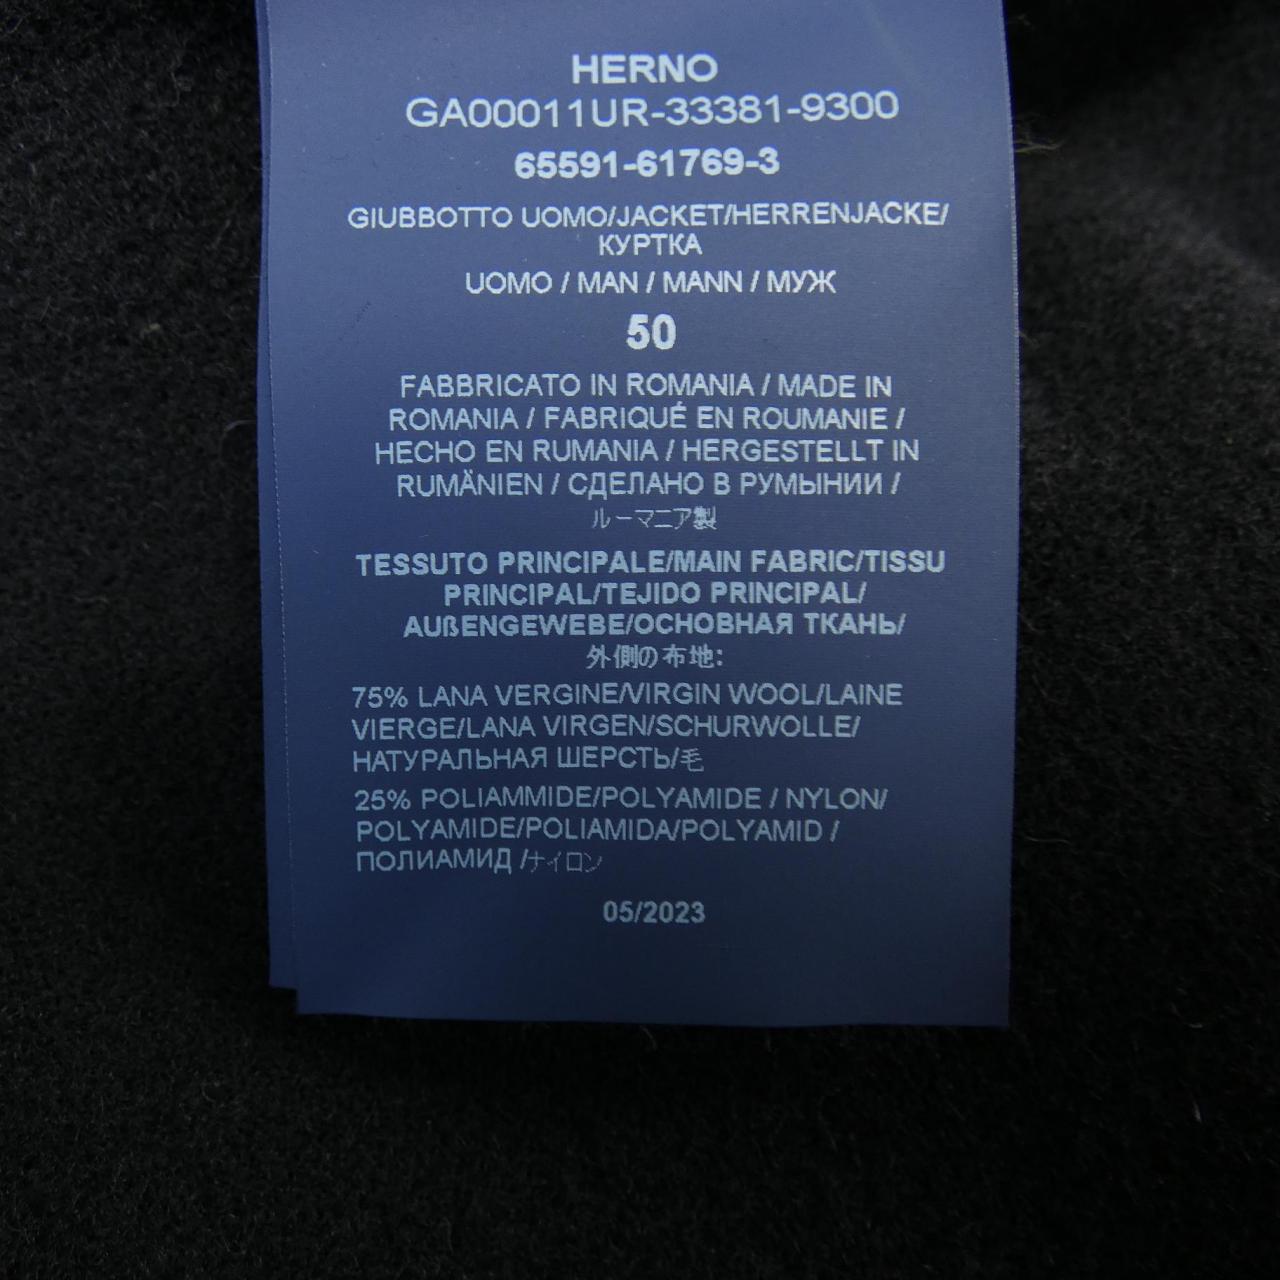 HERNO
GA00011UR-33381-9300
65591-61769-3
GIUBBOTTO UOMO/JACKET/HERRENJACKE/
КУРТКА
UOMO / MAN / MANN / МУЖ
50
FABBRICATO IN ROMANIA / MADE IN
ROMANIA / FABRIQUÉ EN ROUMANIE /
HECHO EN RUMANIA / HERGESTELLT IN
RUMÄNIEN / СДЕЛАНО В РУМЫНИИ /
ルーマニア製
TESSUTO PRINCIPALE/MAIN FABRIC/TISSU
PRINCIPAL/TEJIDO PRINCIPAL/
AUßENGEWEBE/ОСНОВНАЯ ТКАНЬ/
外側の布地:
75% LANA VERGINE/VIRGIN WOOL/LAINE
VIERGE/LANA VIRGEN/SCHURWOLLE/
НАТУРАЛЬНАЯ ШЕРСТЬ/毛
25% POLIAMMIDE/POLYAMIDE / NYLON/
POLYAMIDE/POLIAMIDA/POLYAMID /
ПОЛИАМИД /ナイロン
05/2023